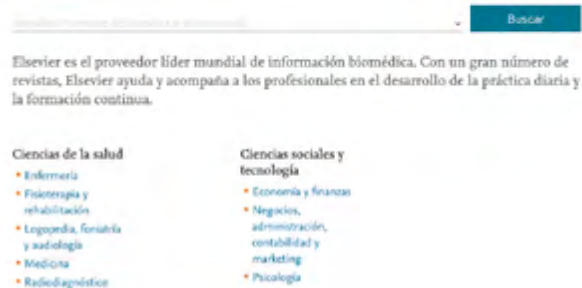 Buscar
Elsevier es el proveedor líder mundial de información biomédica. Con un gran número de
revistas, Elsevier ayuda y acompaña a los profesionales en el desarrollo de la práctica diaria y
la formación continua.
Ciencias de la salud
Enfermería
Fisioterapia y
rehabilitación
Logopedia, foniatría
y audiología
Medicina
Radiodiagnóstico
Ciencias sociales y
tecnología
Economía y finanzas
Negocios,
administración,
contabilidad y
marketing
Psicología